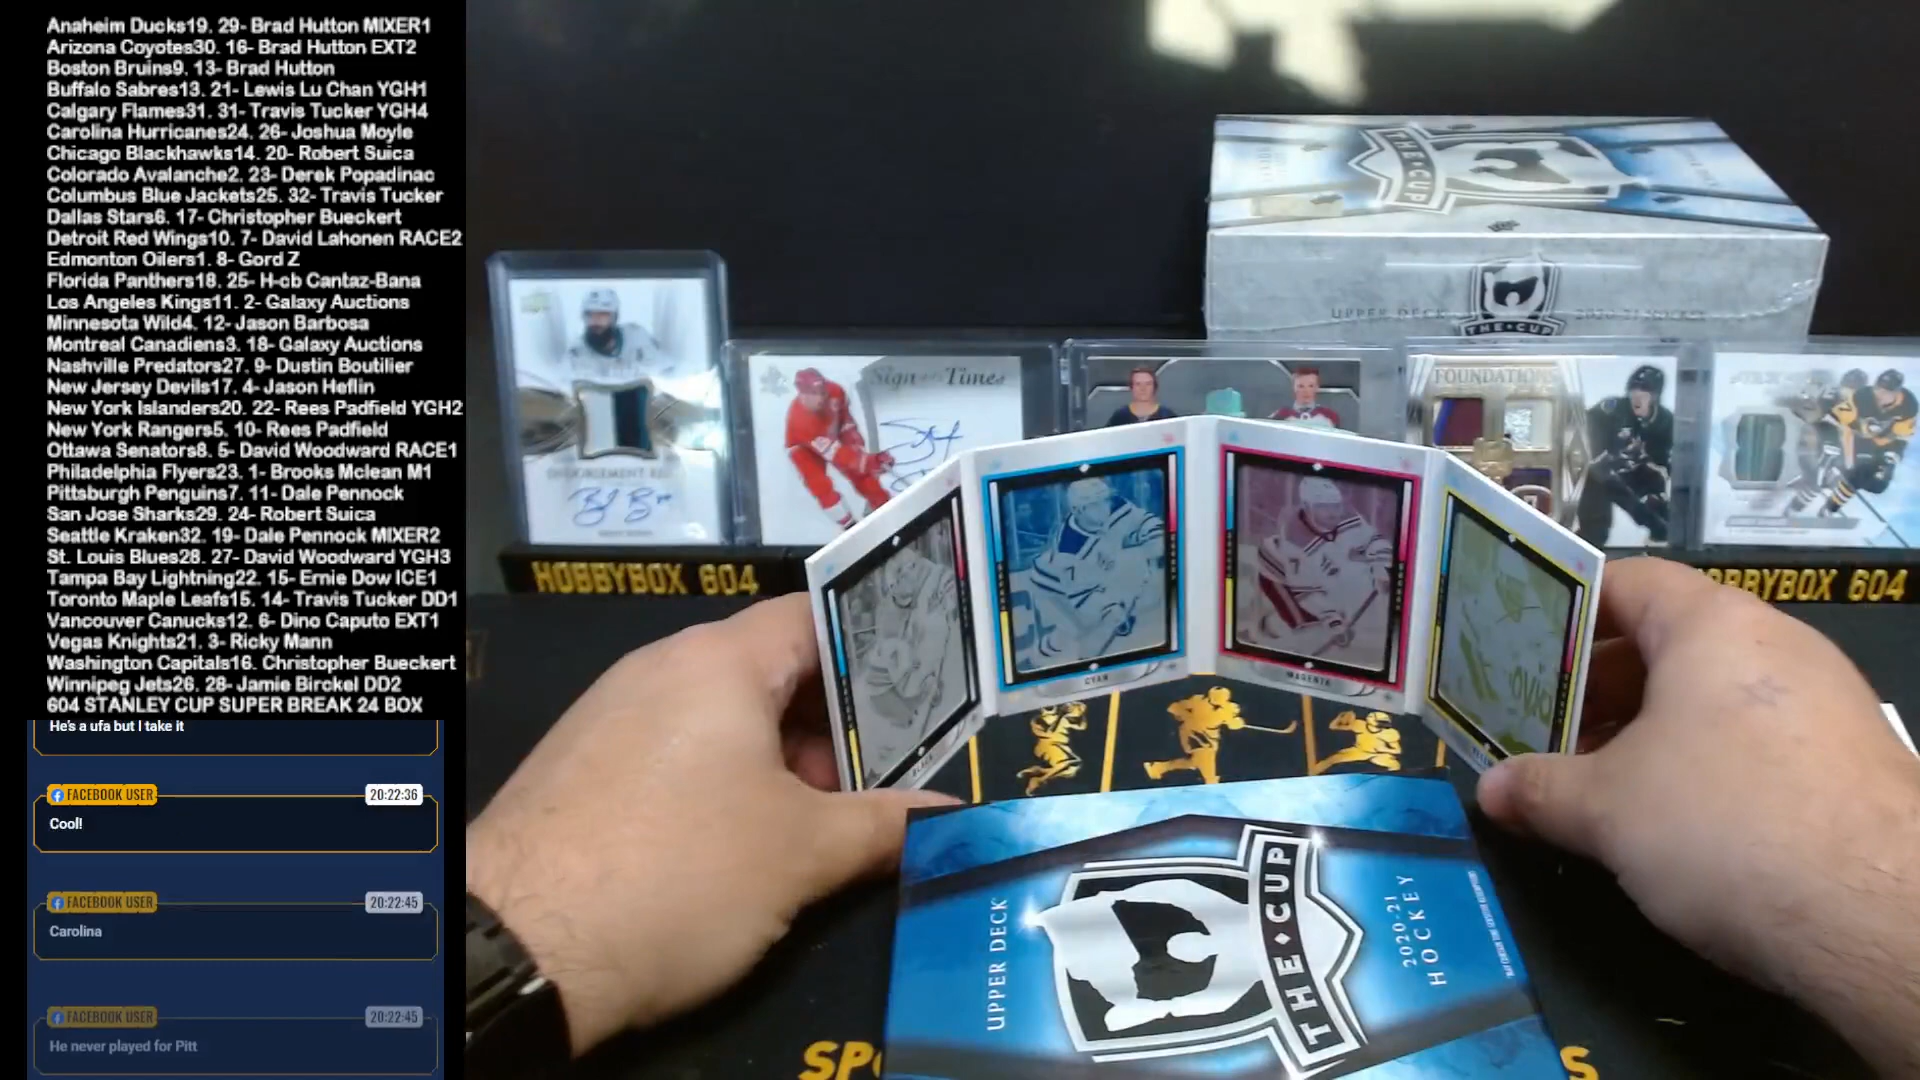 Anaheim Ducks19. 29- Brad Hutton MIXER1
Arizona Coyotes30. 16- Brad Hutton EXT2
Boston Bruins9. 13- Brad Hutton
Buffalo Sabres13. 21- Lewis Lu Chan YGH1
Calgary Flames31. 31- Travis Tucker YGH4
Carolina Hurricanes24. 26- Joshua Moyle
Chicago Blackhawks14. 20- Robert Suica
Colorado Avalanche2. 23- Derek Popadinac
Columbus Blue Jackets25. 32- Travis Tucker
Dallas Stars6. 17- Christopher Bueckert
Detroit Red Wings10. 7- David Lahonen RACE2
Edmonton Oilers1. 8- Gord Z
Florida Panthers18. 25- H-cb Cantaz-Bana
Los Angeles Kings11. 2- Galaxy Auctions
Minnesota Wild4. 12- Jason Barbosa
Montreal Canadiens3. 18- Galaxy Auctions
Nashville Predators27. 9- Dustin Boutilier
New Jersey Devils17. 4- Jason Heflin
New York Islanders20. 22- Rees Padfield YGH2
New York Rangers5. 10- Rees Padfield
Ottawa Senators8. 5- David Woodward RACE1
Philadelphia Flyers23. 1- Brooks Mclean M1
Pittsburgh Penguins7. 11- Dale Pennock
San Jose Sharks29. 24- Robert Suica
Seattle Kraken32. 19- Dale Pennock MIXER2
St. Louis Blues28. 27- David Woodward YGH3
Tampa Bay Lightning22. 15- Ernie Dow ICE1
Toronto Maple Leafs15. 14- Travis Tucker DD1
Vancouver Canucks12. 6- Dino Caputo EXT1
Vegas Knights21. 3- Ricky Mann
Washington Capitals16. Christopher Bueckert
Winnipeg Jets26. 28- Jamie Birckel DD2
604 STANLEY CUP SUPER BREAK 24 BOX
He's a ufa but I take it
FACEBOOK USER 20:22:36
Cool!
FACEBOOK USER 20:22:45
Carolina
FACEBOOK USER 20:22:45
He never played for Pitt
THE CUP
UPPER DECK
THE CUP
Sign of the Times
FOUNDATIONS
HOBBYBOX 604
HOBBYBOX 604
BLACK
CYAN
MAGENTA
UPPER DECK
THE CUP
2020-21
HOCKEY